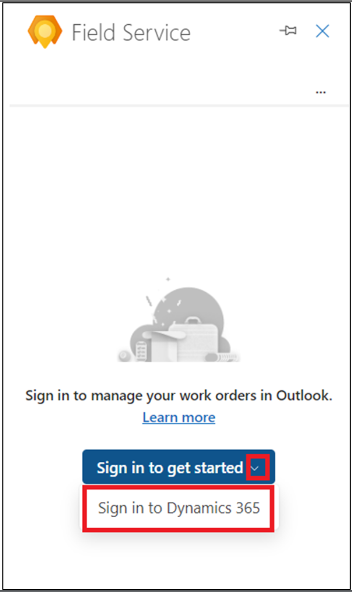 Field Service
...
Sign in to manage your work orders in Outlook.
Learn more
Sign in to get started
Sign in to Dynamics 365